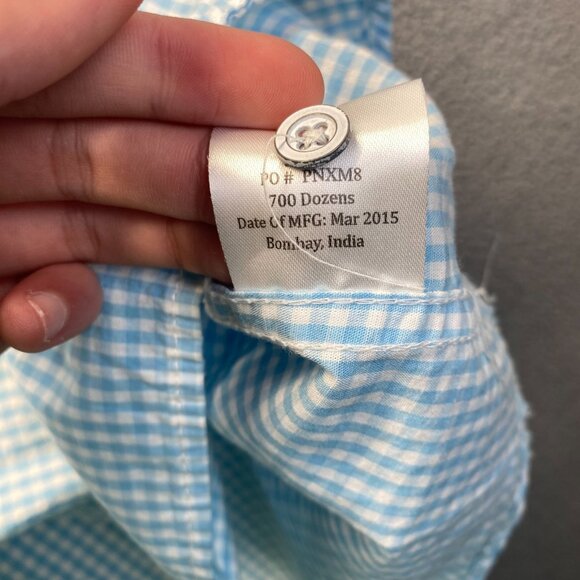 PO # PNXM8
700 Dozens
Date Of MFG: Mar 2015
Bombay, India